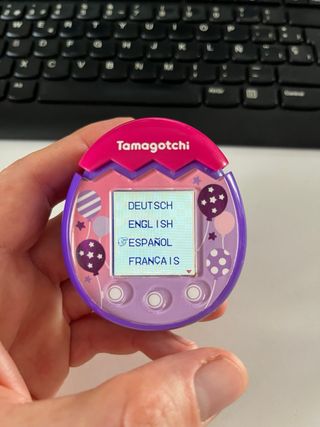 Tamagotchi
DEUTSCH
ENGLISH
ESPAÑOL
FRANÇAIS